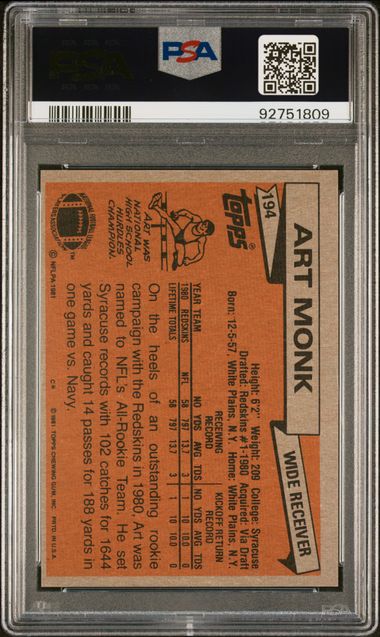 PSA
PSA
92751809
194
topps®
ART MONK
WIDE RECEIVER
Height: 6'2" Weight: 209 College: Syracuse
Drafted: Redskins #1-1980 Acquired: Via Draft
Born: 12-5-57, White Plains, N.Y. Home: White Plains, N.Y.
RECEIVING RECORD KICKOFF RETURN RECORD
YEAR TEAM NO YDS AVG TDS NO YDS AVG TDS
1980 REDSKINS NFL 58 797 13.7 3 1 10 10.0 0
LIFETIME TOTALS 58 797 13.7 3 1 10 10.0 0
ART WAS
NATIONAL
HIGH SCHOOL
HURDLES
CHAMPION.
On the heels of an outstanding rookie
campaign with the Redskins in 1980, Art was
named to NFL's All-Rookie Team. He set
Syracuse records with 102 catches for 1644
yards and caught 14 passes for 188 yards in
one game vs. Navy.
© NFLPA 1981
© 1981 TOPPS CHEWING GUM, INC. PRTD. IN U.S.A.